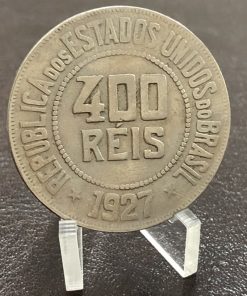 REPUBLICA DOS ESTADOS UNIDOS DO BRASIL
400
RÉIS
1927